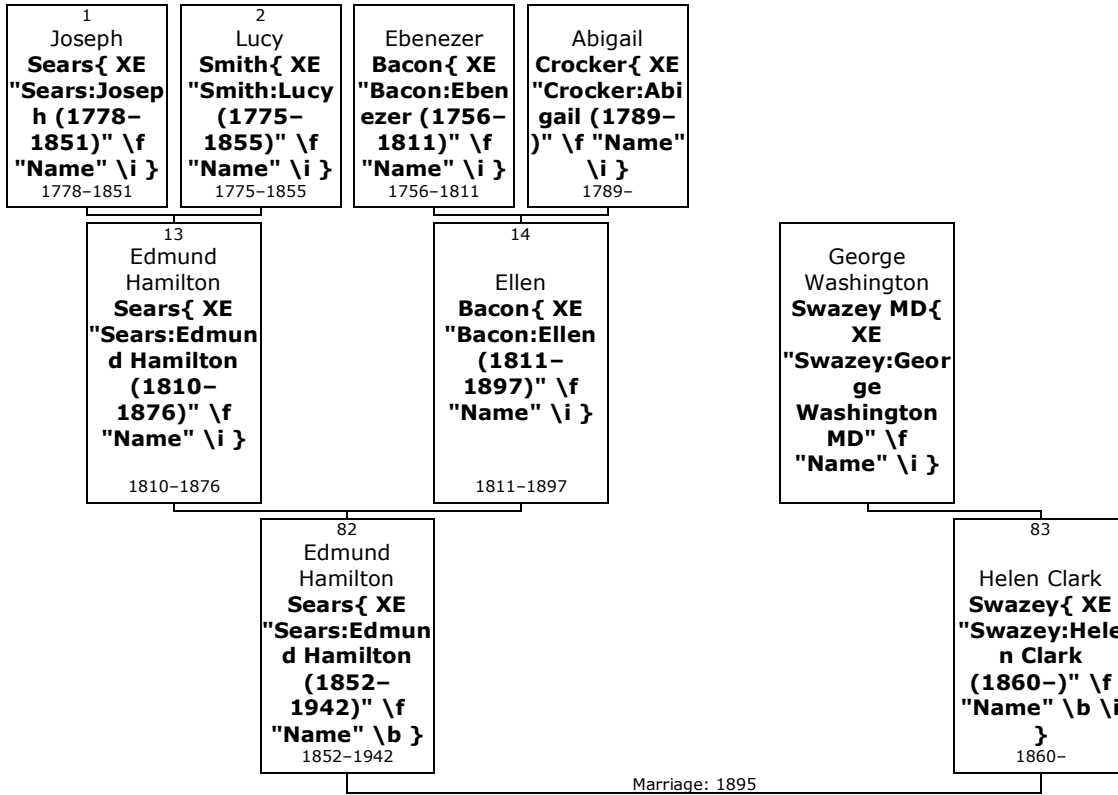 1
Joseph
Sears{ XE
"Sears:Josep
h (1778–
1851)" \f
"Name" \i }
1778–1851
2
Lucy
Smith{ XE
"Smith:Lucy
(1775–
1855)" \f
"Name" \i }
1775–1855
Ebenezer
Bacon{ XE
"Bacon:Eben
ezer (1756–
1811)" \f
"Name" \i }
1756–1811
Abigail
Crocker{ XE
"Crocker:Abi
gail (1789–
)" \f "Name"
\i }
1789–
13
Edmund
Hamilton
Sears{ XE
"Sears:Edmun
d Hamilton
(1810–
1876)" \f
"Name" \i }
1810–1876
14
Ellen
Bacon{ XE
"Bacon:Ellen
(1811–
1897)" \f
"Name" \i }
1811–1897
George
Washington
Swazey MD{
XE
"Swazey:Geor
ge
Washington
MD" \f
"Name" \i }
82
Edmund
Hamilton
Sears{ XE
"Sears:Edmun
d Hamilton
(1852–
1942)" \f
"Name" \b }
1852–1942
83
Helen Clark
Swazey{ XE
"Swazey:Hele
n Clark
(1860–)" \f
"Name" \b \i
}
1860–
Marriage: 1895